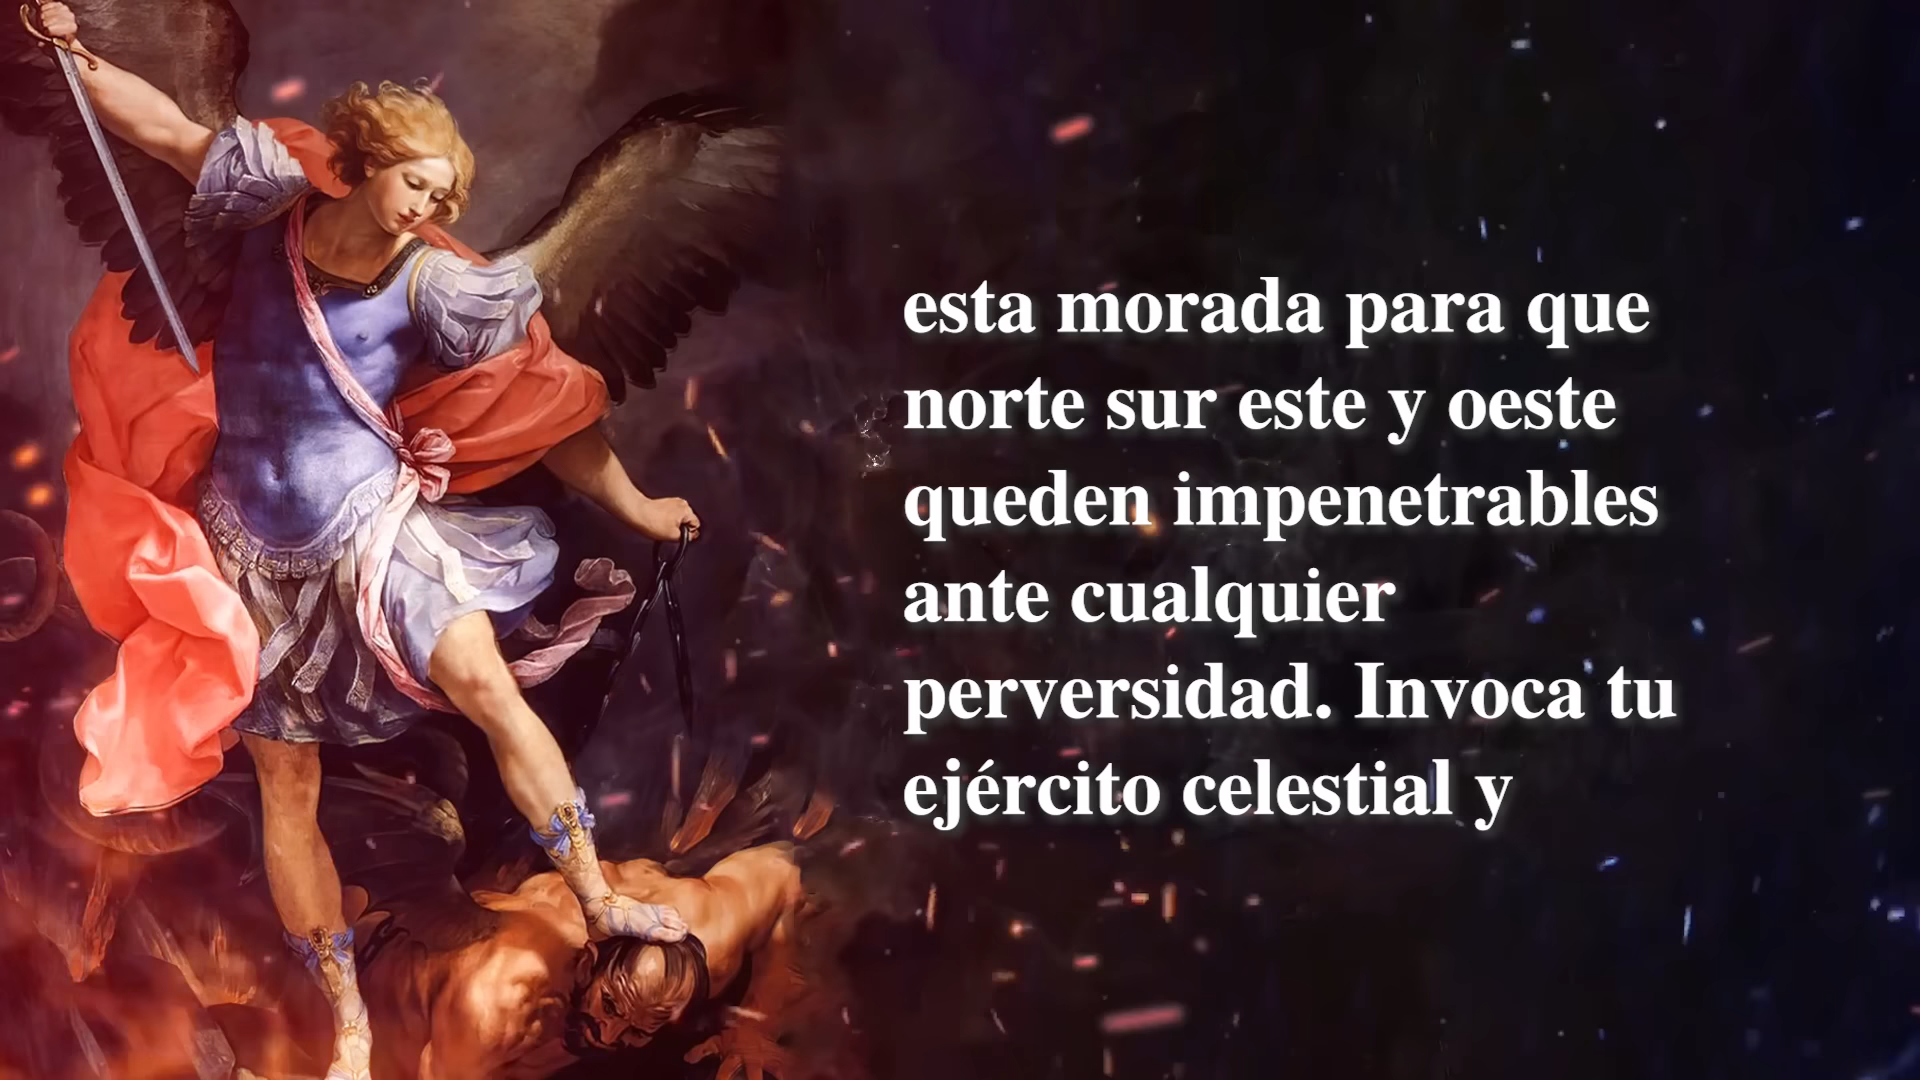 esta morada para que
norte sur este y oeste
queden impenetrables
ante cualquier
perversidad. Invoca tu
ejército celestial y